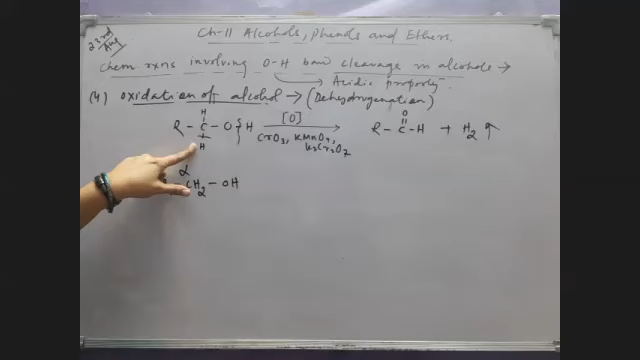 23rd Aug
Ch-11 Alcohols, Phenols and Ethers.
Chem rxns involving O-H bond cleavage in alcohols →
Acidic property.
(4) Oxidation of alcohol → (Dehydrogenation)
H O
R - C - O } H [O] R - C - H + H2 ↑
H CrO3, KMnO4, K2Cr2O7
α
CH2 - OH